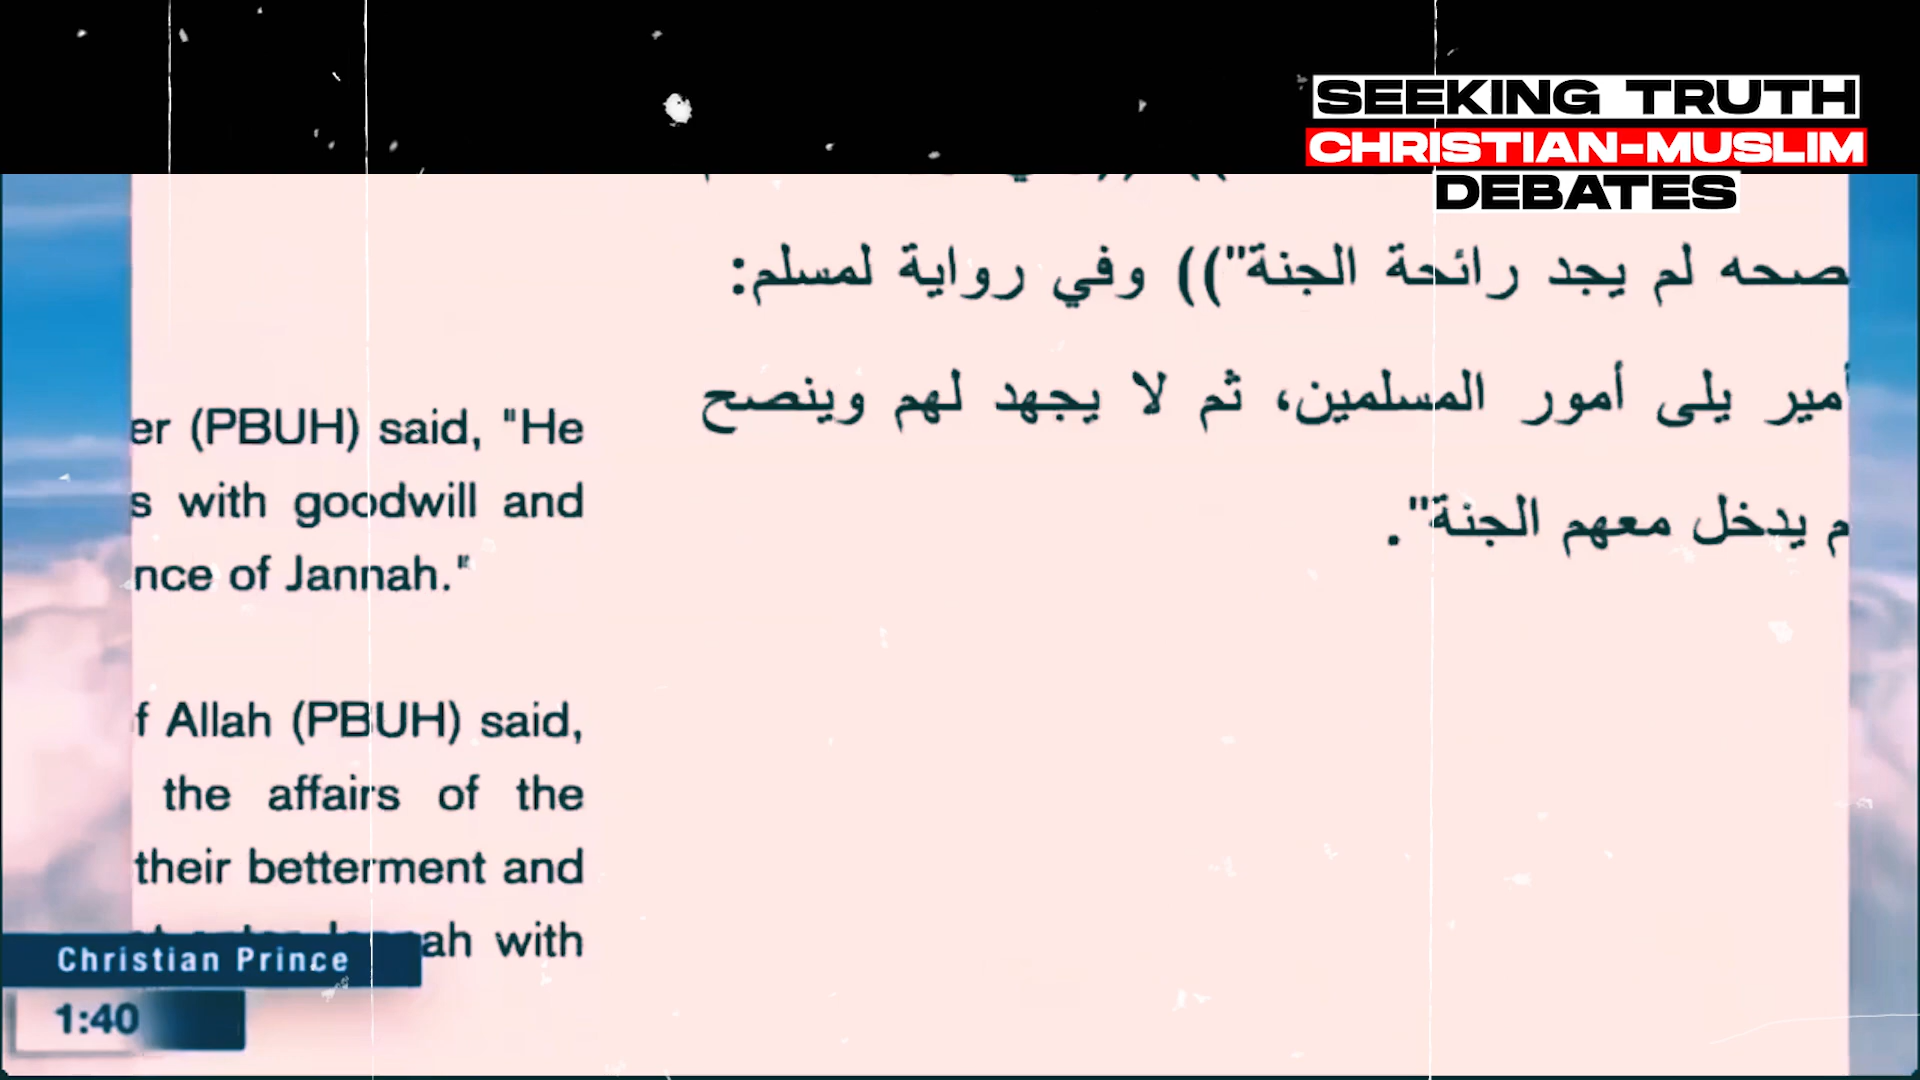 SEEKING TRUTH
CHRISTIAN-MUSLIM
DEBATES
صحه لم يجد رائحة الجنة")) وفي رواية لمسلم:
أمير يلى أمور المسلمين، ثم لا يجهد لهم وينصح
م يدخل معهم الجنة".
er (PBUH) said, "He
s with goodwill and
nce of Jannah."
f Allah (PBUH) said,
the affairs of the
their betterment and
ah with
Christian Prince
1:40